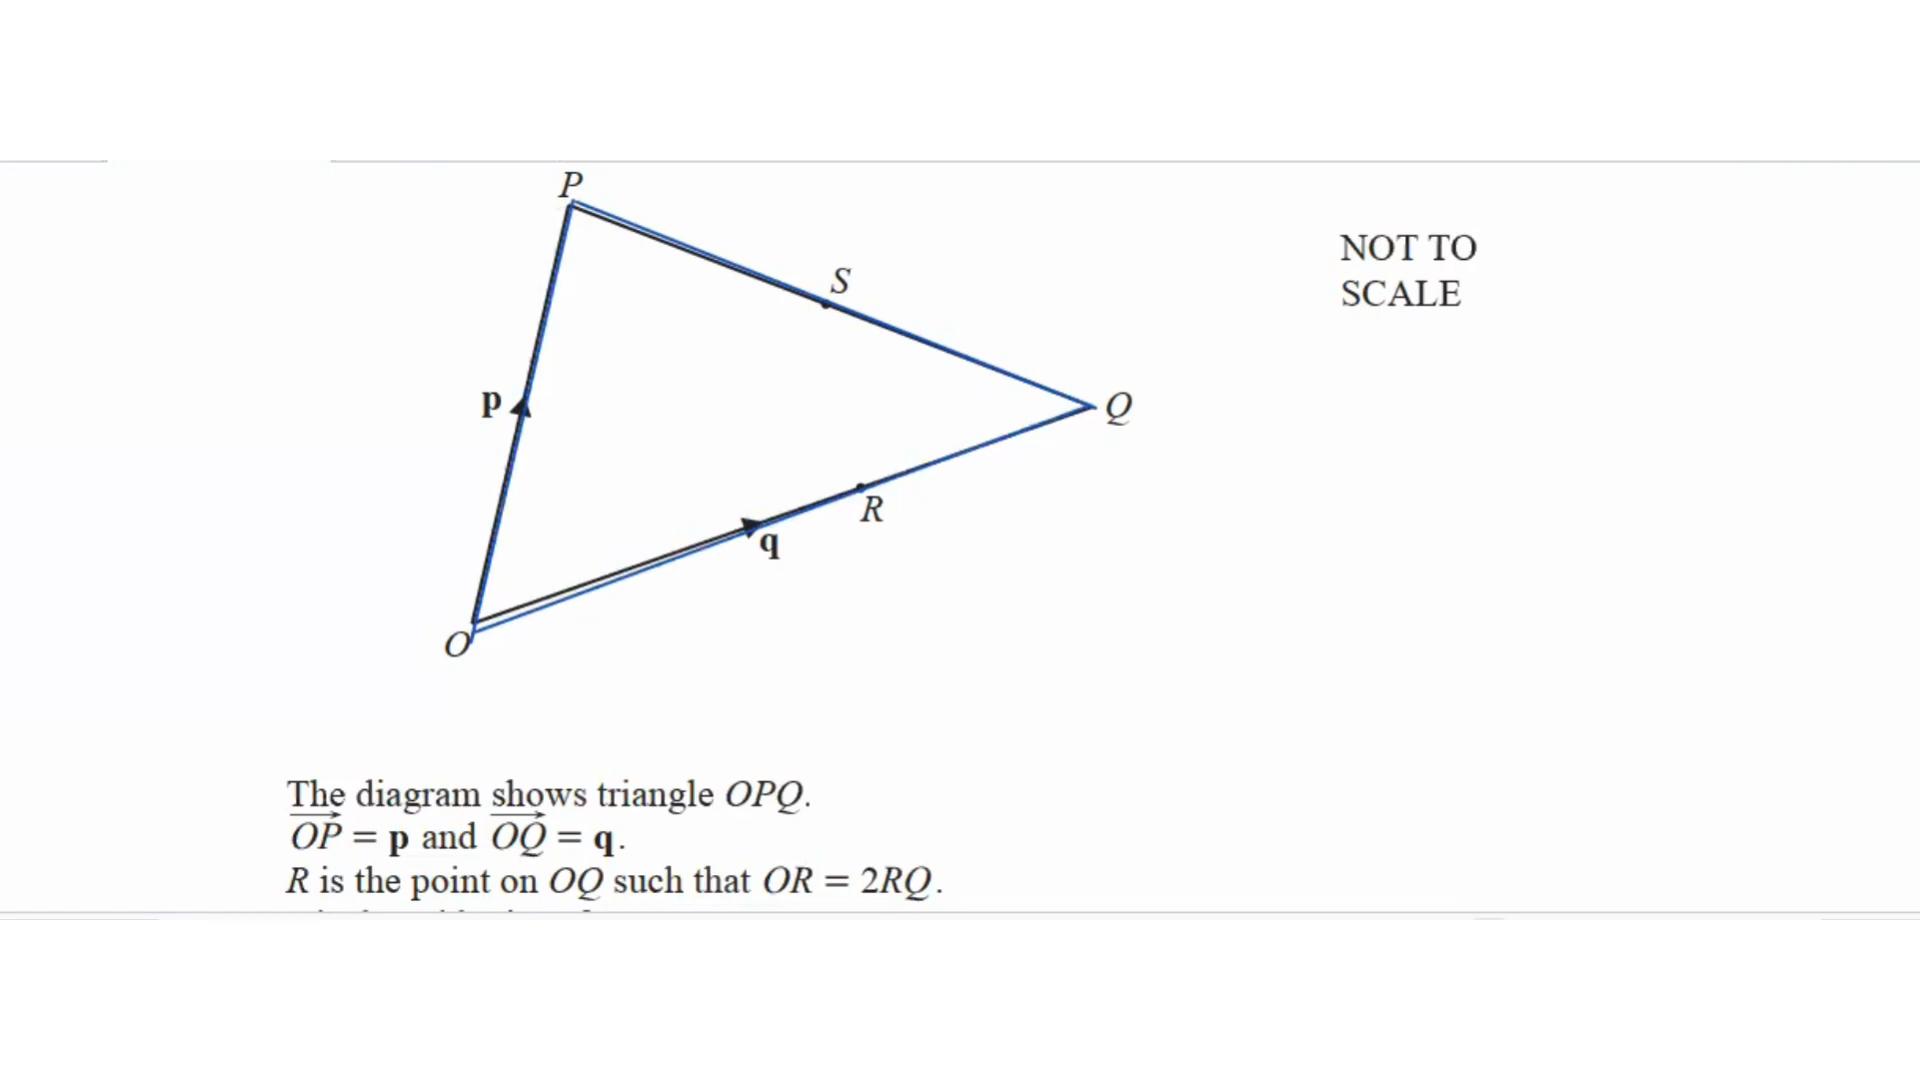 P
NOT TO
SCALE
S
p
Q
R
q
O
The diagram shows triangle OPQ.
OP = p and OQ = q.
R is the point on OQ such that OR = 2RQ.